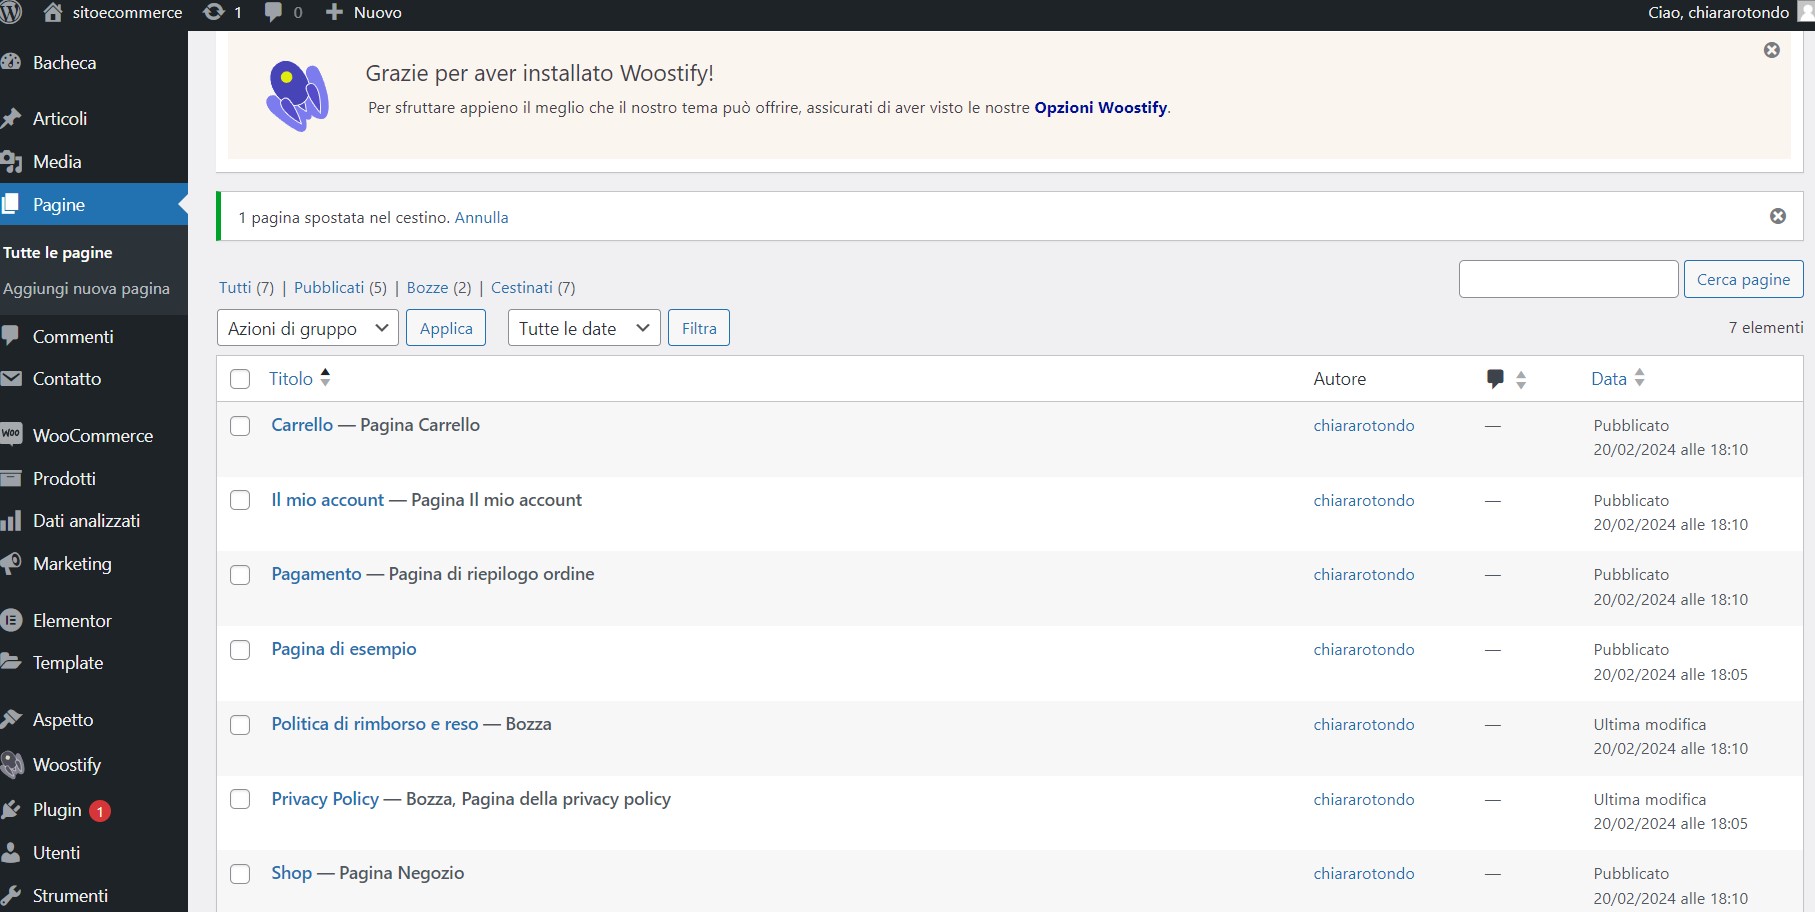 sitoecommerce 1 0 Nuovo Ciao, chiararotondo
Bacheca
Articoli
Media
Pagine
Tutte le pagine
Aggiungi nuova pagina
Commenti
Contatto
WooCommerce
Prodotti
Dati analizzati
Marketing
Elementor
Template
Aspetto
Woostify
Plugin 1
Utenti
Strumenti
Grazie per aver installato Woostify!
Per sfruttare appieno il meglio che il nostro tema può offrire, assicurati di aver visto le nostre Opzioni Woostify.
1 pagina spostata nel cestino. Annulla
Tutti (7) | Pubblicati (5) | Bozze (2) | Cestinati (7)
Cerca pagine
Azioni di gruppo Applica Tutte le date Filtra
7 elementi
Titolo Autore Data
Carrello — Pagina Carrello chiararotondo — Pubblicato
20/02/2024 alle 18:10
Il mio account — Pagina Il mio account chiararotondo — Pubblicato
20/02/2024 alle 18:10
Pagamento — Pagina di riepilogo ordine chiararotondo — Pubblicato
20/02/2024 alle 18:10
Pagina di esempio chiararotondo — Pubblicato
20/02/2024 alle 18:05
Politica di rimborso e reso — Bozza chiararotondo — Ultima modifica
20/02/2024 alle 18:10
Privacy Policy — Bozza, Pagina della privacy policy chiararotondo — Ultima modifica
20/02/2024 alle 18:05
Shop — Pagina Negozio chiararotondo — Pubblicato
20/02/2024 alle 18:10